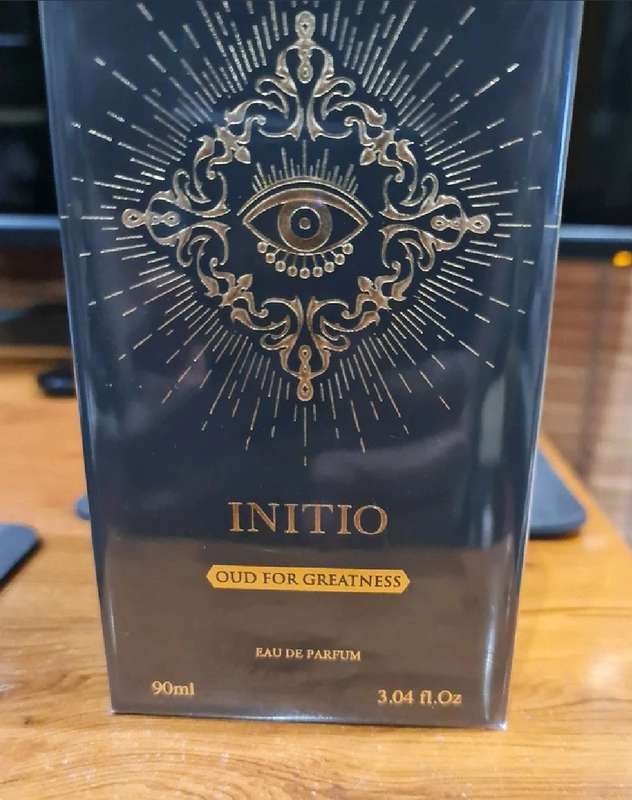 INITIO
OUD FOR GREATNESS
EAU DE PARFUM
90ml
3.04 fl.Oz